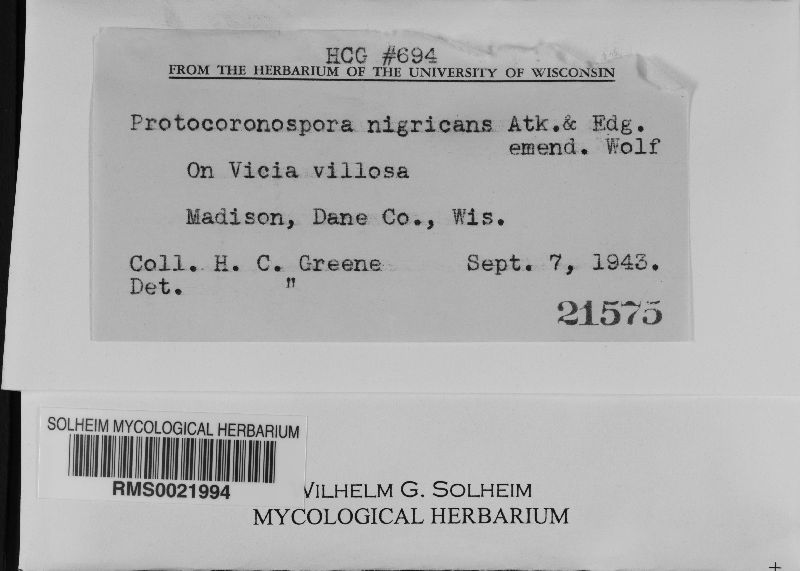 HCG #694
FROM THE HERBARIUM OF THE UNIVERSITY OF WISCONSIN
Protocoronospora nigricans Atk.& Edg.
emend. Wolf
On Vicia villosa
Madison, Dane Co., Wis.
Coll. H. C. Greene Sept. 7, 1943.
Det. "
21575
SOLHEIM MYCOLOGICAL HERBARIUM
RMS0021994
WILHELM G. SOLHEIM
MYCOLOGICAL HERBARIUM